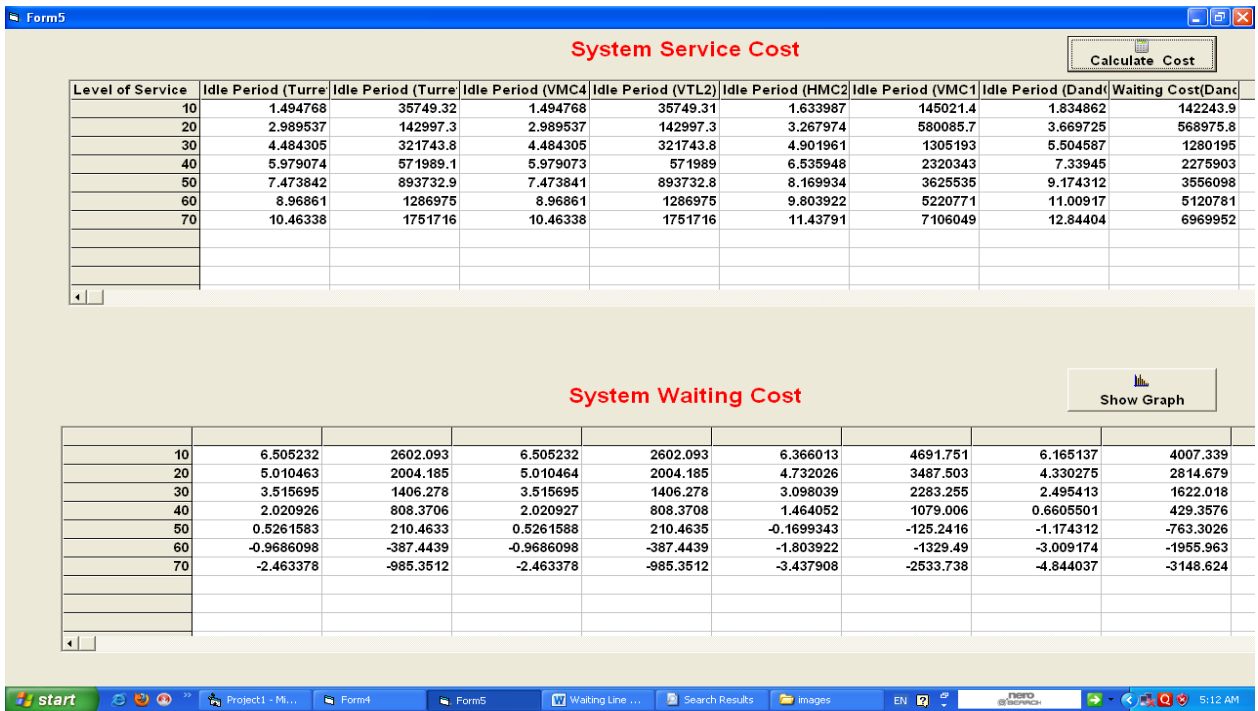 Form5
System Service Cost
Calculate Cost
Level of Service Idle Period (Turre Idle Period (Turre Idle Period (VMC4 Idle Period (VTL2) Idle Period (HMC2 Idle Period (VMC1 Idle Period (Dand Waiting Cost(Danc
10 1.494768 35749.32 1.494768 35749.31 1.633987 145021.4 1.834862 142243.9
20 2.989537 142997.3 2.989537 142997.3 3.267974 580085.7 3.669725 568975.8
30 4.484305 321743.8 4.484305 321743.8 4.901961 1305193 5.504587 1280195
40 5.979074 571989.1 5.979073 571989 6.535948 2320343 7.33945 2275903
50 7.473842 893732.9 7.473841 893732.8 8.169934 3625535 9.174312 3556098
60 8.96861 1286975 8.96861 1286975 9.803922 5220771 11.00917 5120781
70 10.46338 1751716 10.46338 1751716 11.43791 7106049 12.84404 6969952
System Waiting Cost
Show Graph
10 6.505232 2602.093 6.505232 2602.093 6.366013 4691.751 6.165137 4007.339
20 5.010463 2004.185 5.010464 2004.185 4.732026 3487.503 4.330275 2814.679
30 3.515695 1406.278 3.515695 1406.278 3.098039 2283.255 2.495413 1622.018
40 2.020926 808.3706 2.020927 808.3708 1.464052 1079.006 0.6605501 429.3576
50 0.5261583 210.4633 0.5261588 210.4635 -0.1699343 -125.2416 -1.174312 -763.3026
60 -0.9686098 -387.4439 -0.9686098 -387.4439 -1.803922 -1329.49 -3.009174 -1955.963
70 -2.463378 -985.3512 -2.463378 -985.3512 -3.437908 -2533.738 -4.844037 -3148.624
start Project1 - Mi... Form4 Form5 Waiting Line ... Search Results images EN nero SEARCH 5:12 AM